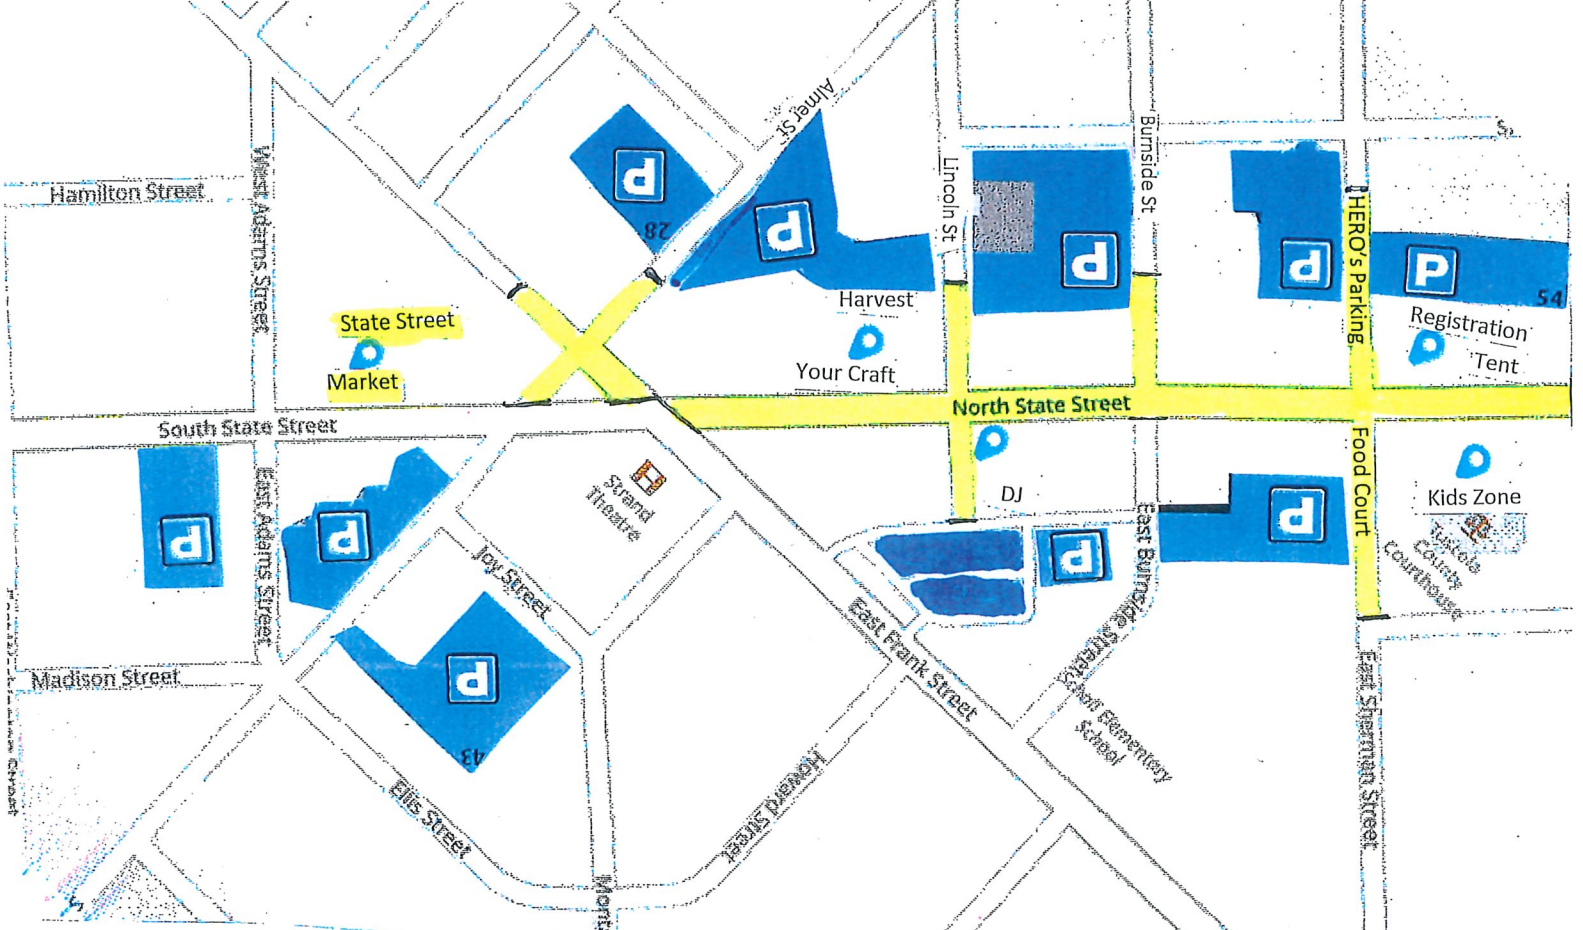 Almer St
S.
Hamilton Street
West Adams Street
28
Lincoln St
Burnside St
HERO's Parking
54
P
P
P
P
P
State Street
Market
Harvest
Your Craft
Registration
Tent
North State Street
South State Street
Food Court
Kids Zone
DJ
Strand
Theatre
Tuscola
County
Courthouse
P
P
P
P
P
East Adams Street
Joy Street
East Burnside Street
East Frank Street
Madison Street
43
Elementary
School
East Sherman Street
Ellis Street
Howard Street